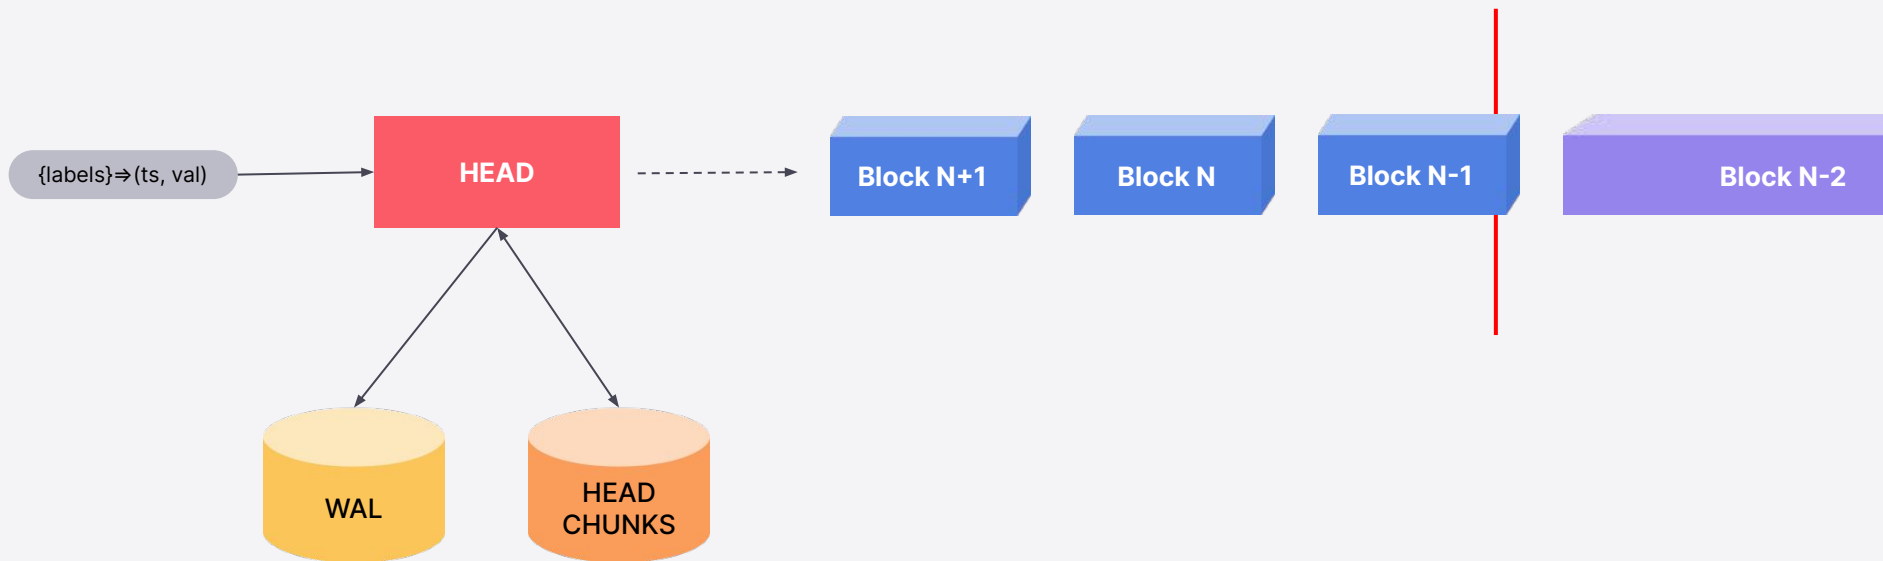 {labels}⇒(ts, val)
HEAD
Block N+1
Block N
Block N-1
Block N-2
WAL
HEAD
CHUNKS